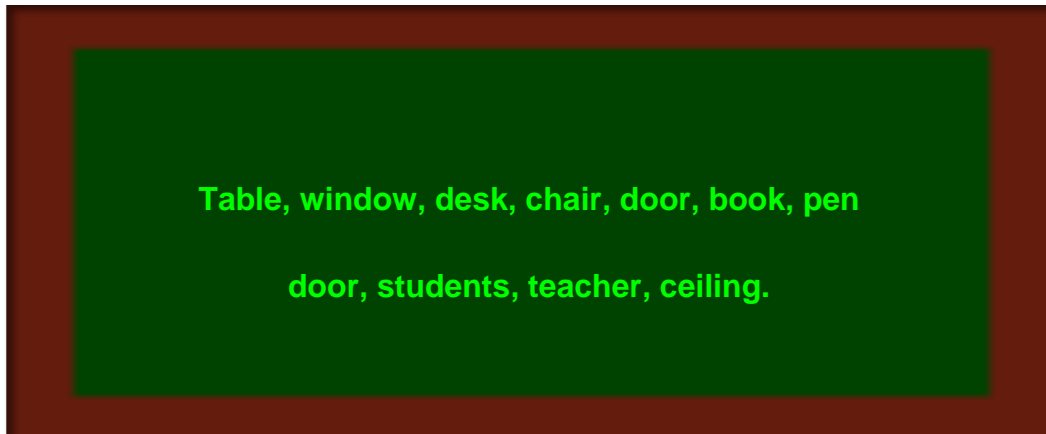 Table, window, desk, chair, door, book, pen
door, students, teacher, ceiling.